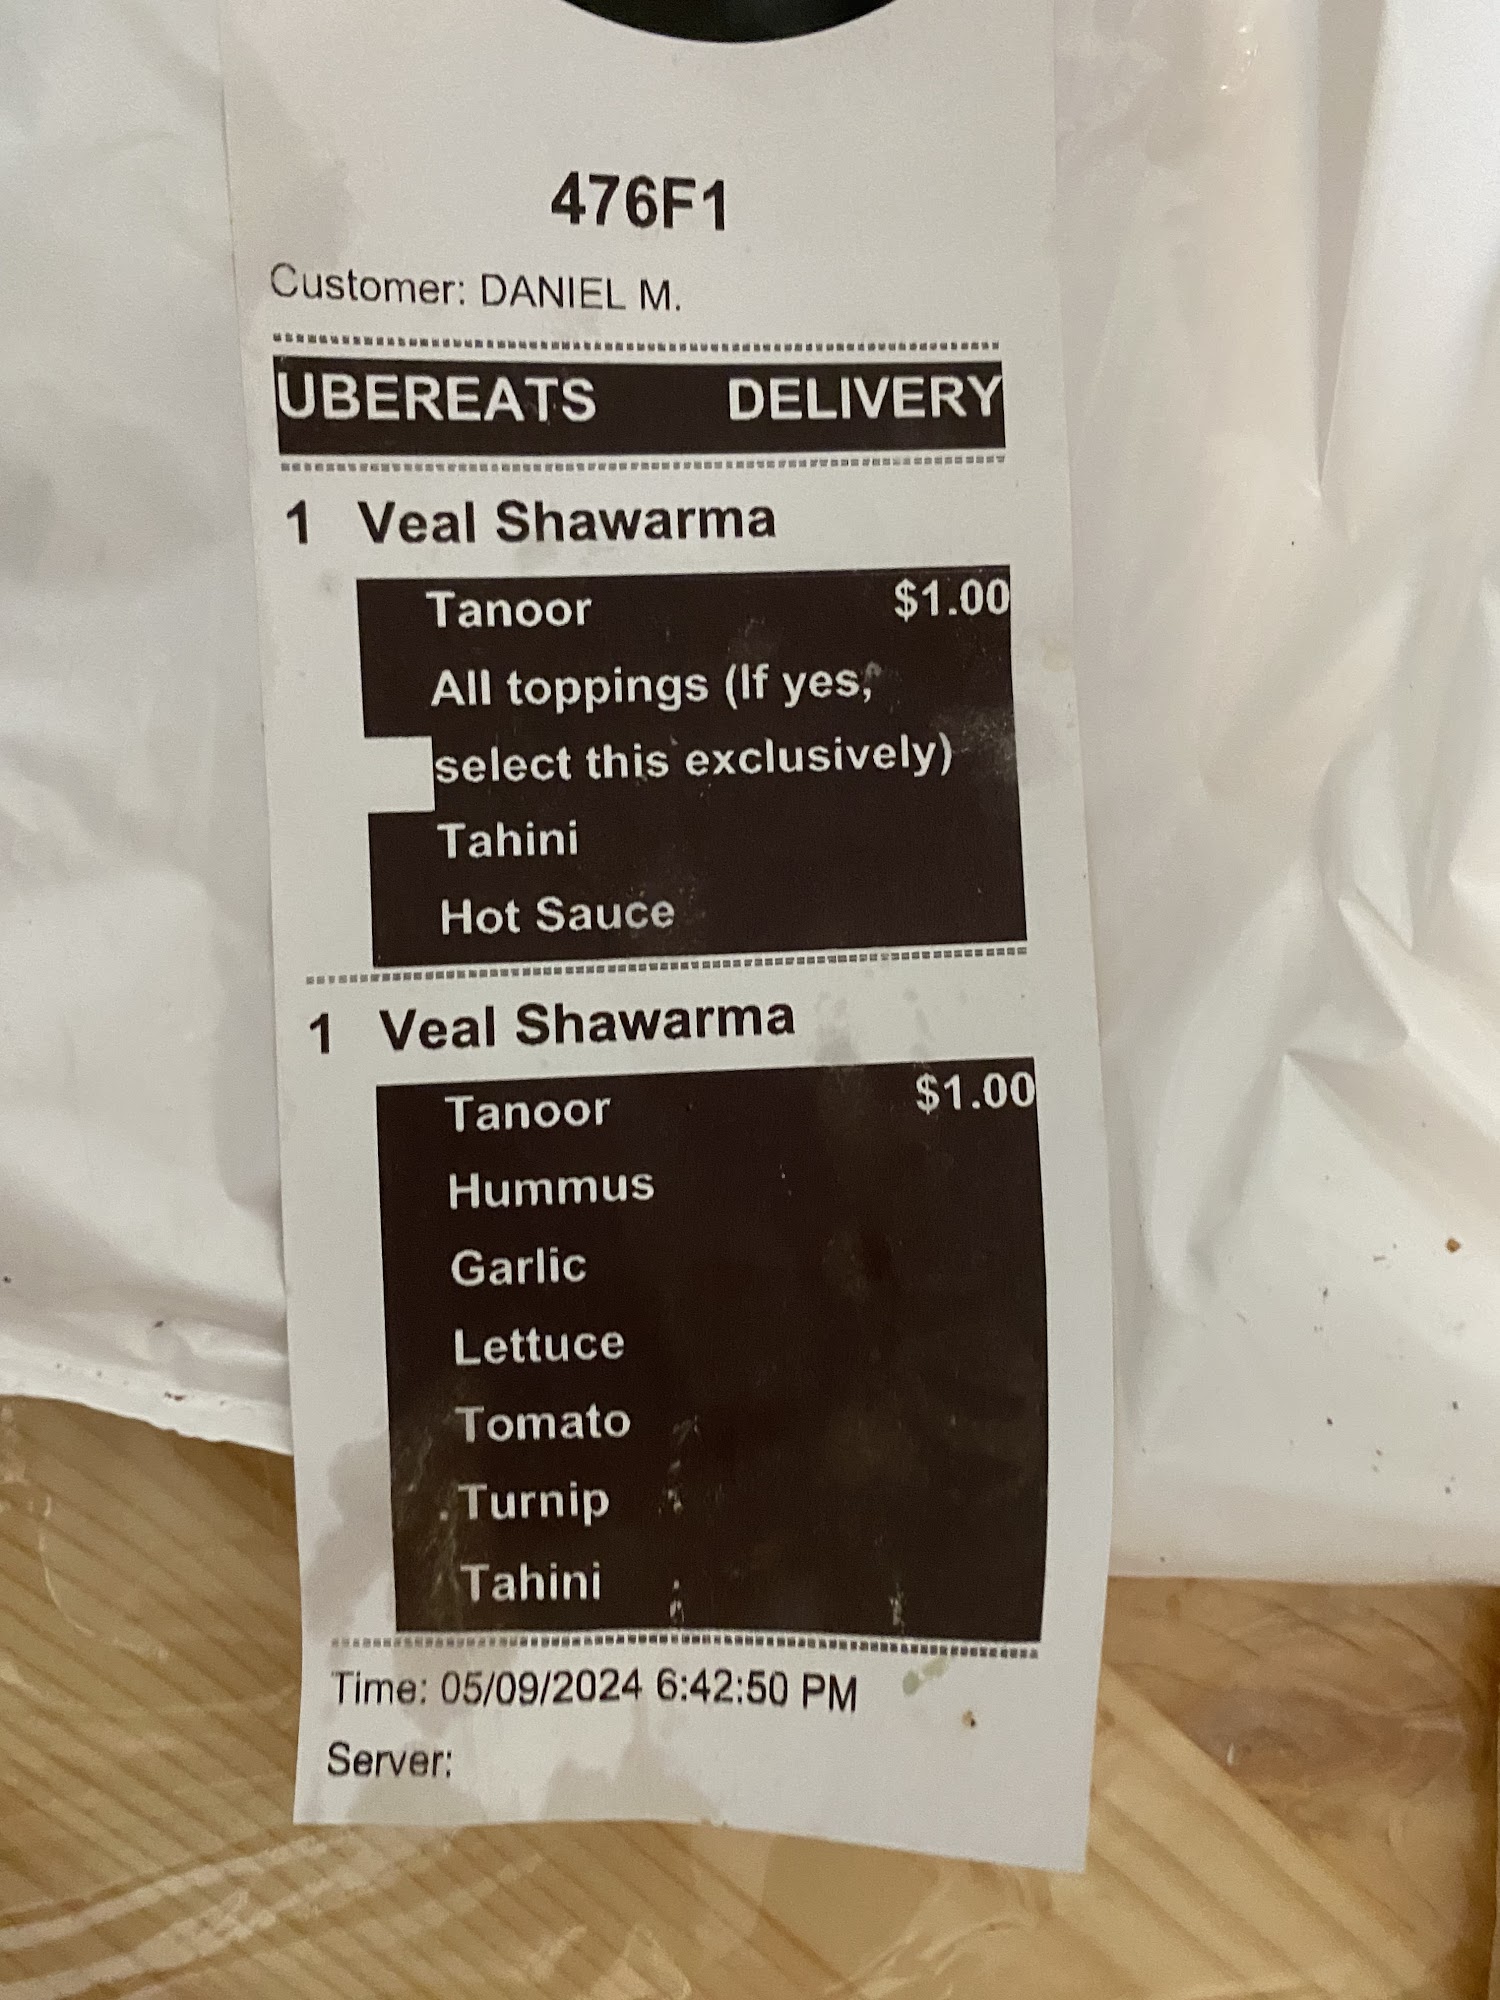 476F1
Customer: DANIEL M.
UBEREATS DELIVERY
1 Veal Shawarma
Tanoor $1.00
All toppings (If yes,
select this exclusively)
Tahini
Hot Sauce
1 Veal Shawarma
Tanoor $1.00
Hummus
Garlic
Lettuce
Tomato
Turnip
Tahini
Time: 05/09/2024 6:42:50 PM
Server: